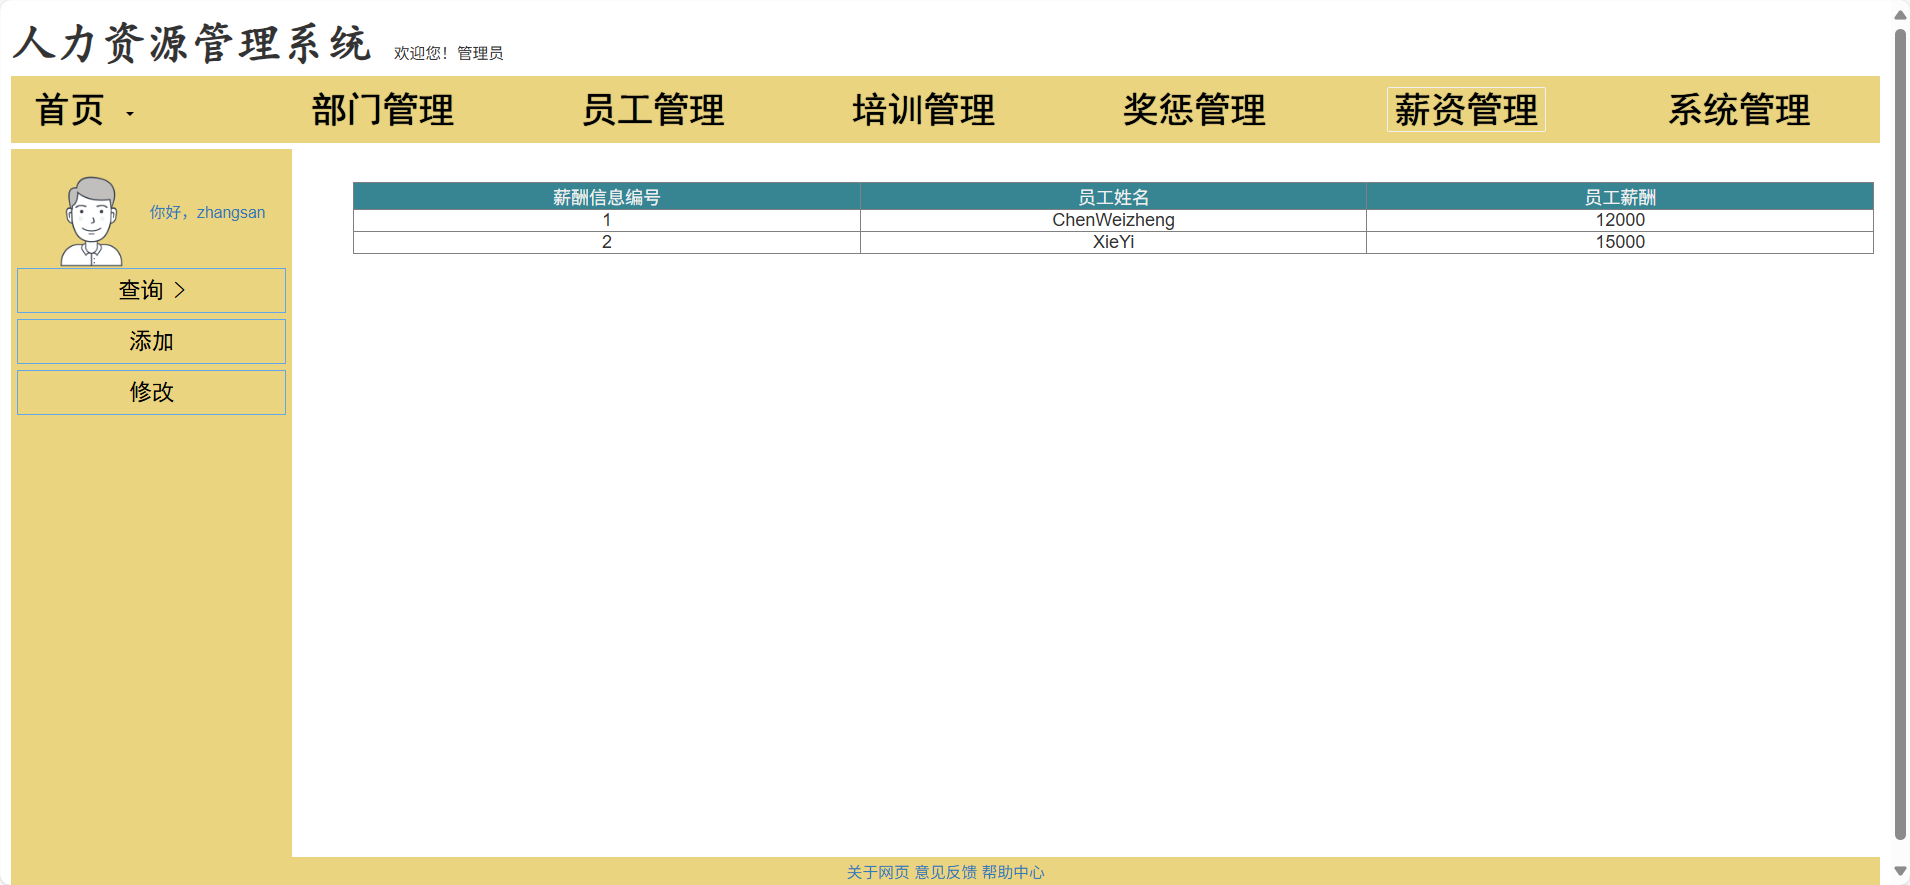 人力资源管理系统 欢迎您！管理员
首页 部门管理 员工管理 培训管理 奖惩管理 薪资管理 系统管理
你好，zhangsan
查询 >
添加
修改
薪酬信息编号 员工姓名 员工薪酬
1 ChenWeizheng 12000
2 XieYi 15000
关于网页 意见反馈 帮助中心